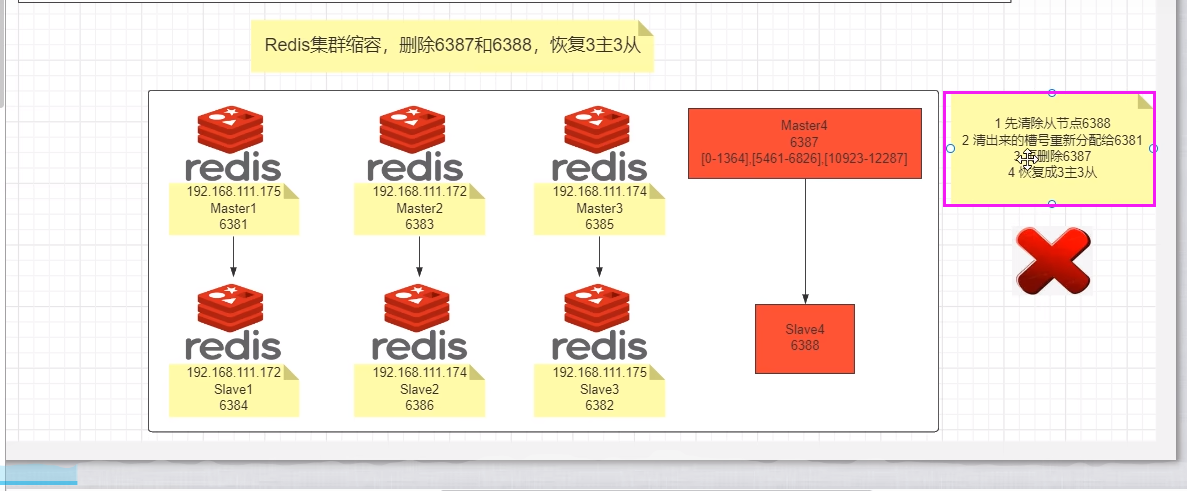 Redis集群缩容，删除6387和6388，恢复3主3从
redis
192.168.111.175
Master1
6381
redis
192.168.111.172
Master2
6383
redis
192.168.111.174
Master3
6385
Master4
6387
[0-1364],[5461-6826],[10923-12287]
1 先清除从节点6388
2 清出来的槽号重新分配给6381
删除6387
4 恢复成3主3从
redis
192.168.111.172
Slave1
6384
redis
192.168.111.174
Slave2
6386
redis
192.168.111.175
Slave3
6382
Slave4
6388